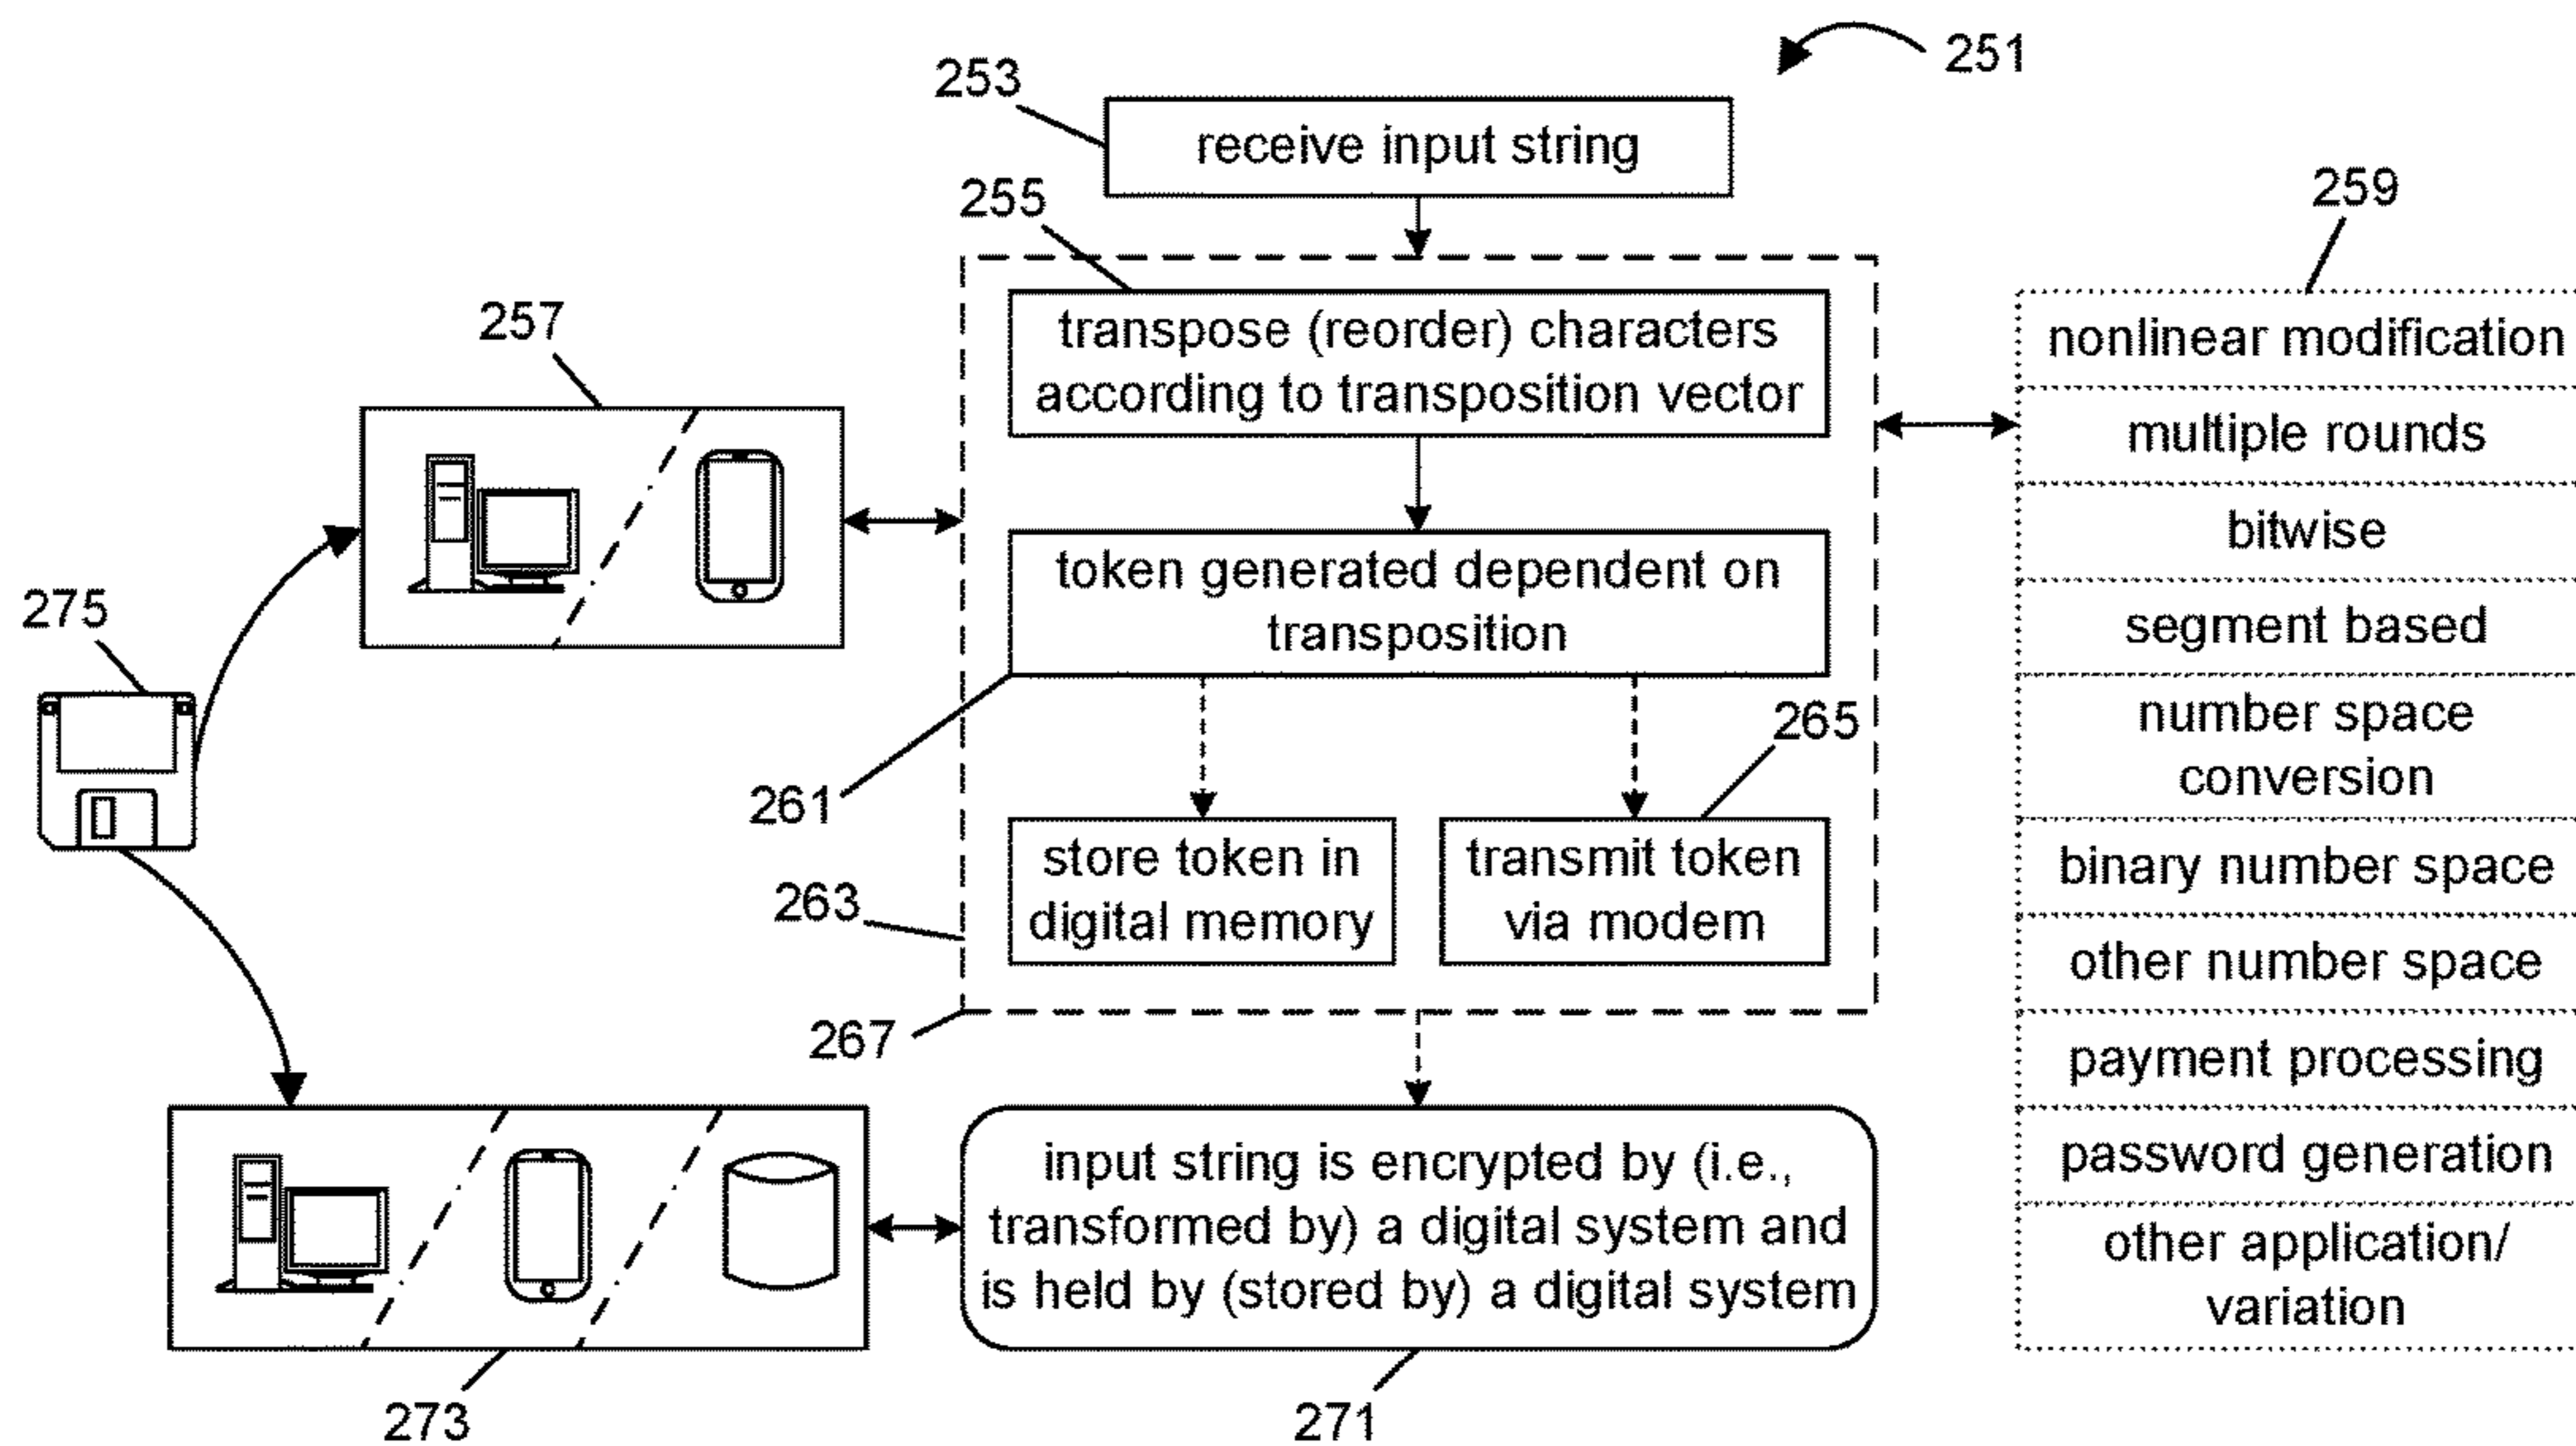 251
253
receive input string
255
259
transpose (reorder) characters
according to transposition vector
257
nonlinear modification
multiple rounds
bitwise
segment based
number space
conversion
binary number space
other number space
payment processing
password generation
other application/
variation
token generated dependent on
transposition
275
261
265
store token in
digital memory
transmit token
via modem
263
267
input string is encrypted by (i.e.,
transformed by) a digital system and
is held by (stored by) a digital system
273
271